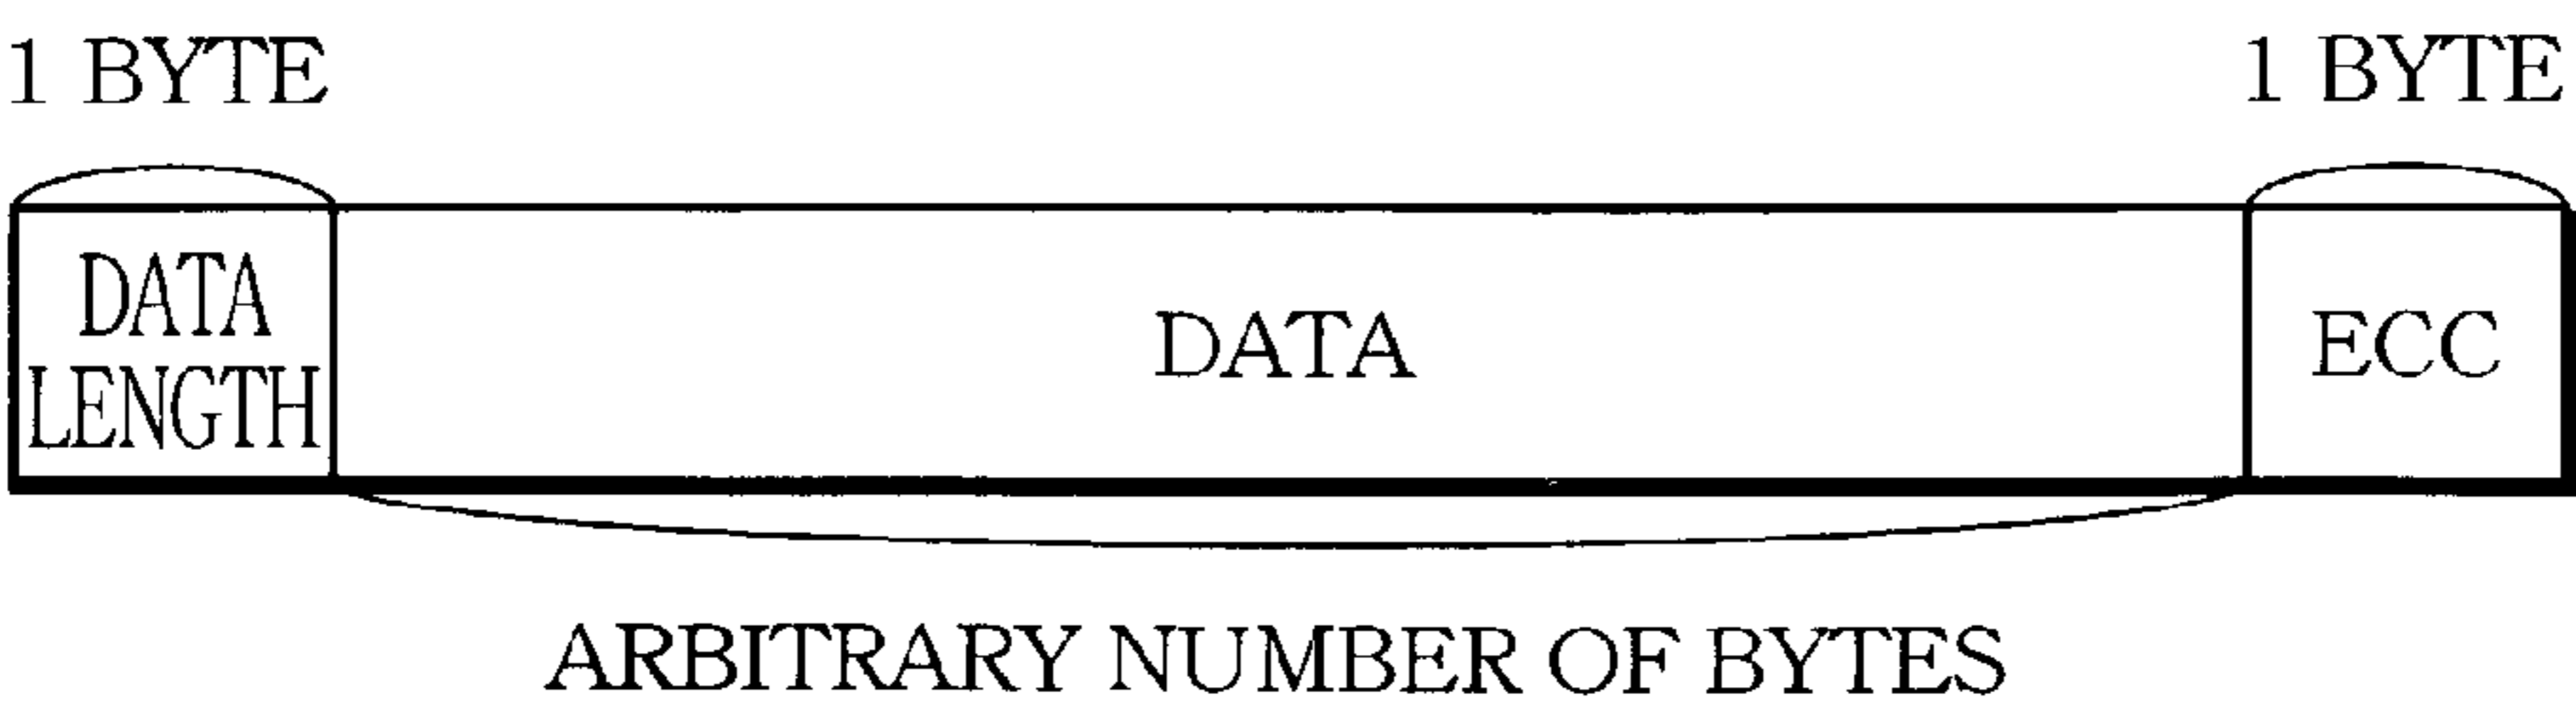 1 BYTE
1 BYTE
DATA
LENGTH
DATA
ECC
ARBITRARY NUMBER OF BYTES